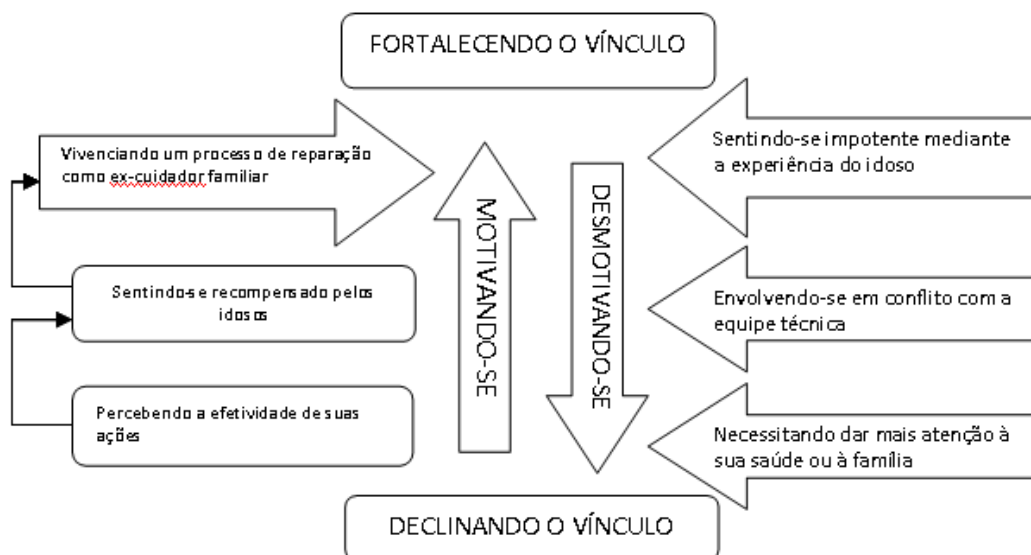 FORTALECENDO O VÍNCULO
Vivenciando um processo de reparação
como ex-cuidador familiar
Sentindo-se recompensado pelos
idosos
Percebendo a efetividade de suas
ações
MOTIVANDO-SE
DESMOTIVANDO-SE
Sentindo-se impotente mediante
a experiência do idoso
Envolvendo-se em conflito com a
equipe técnica
Necessitando dar mais atenção à
sua saúde ou à família
DECLINANDO O VÍNCULO